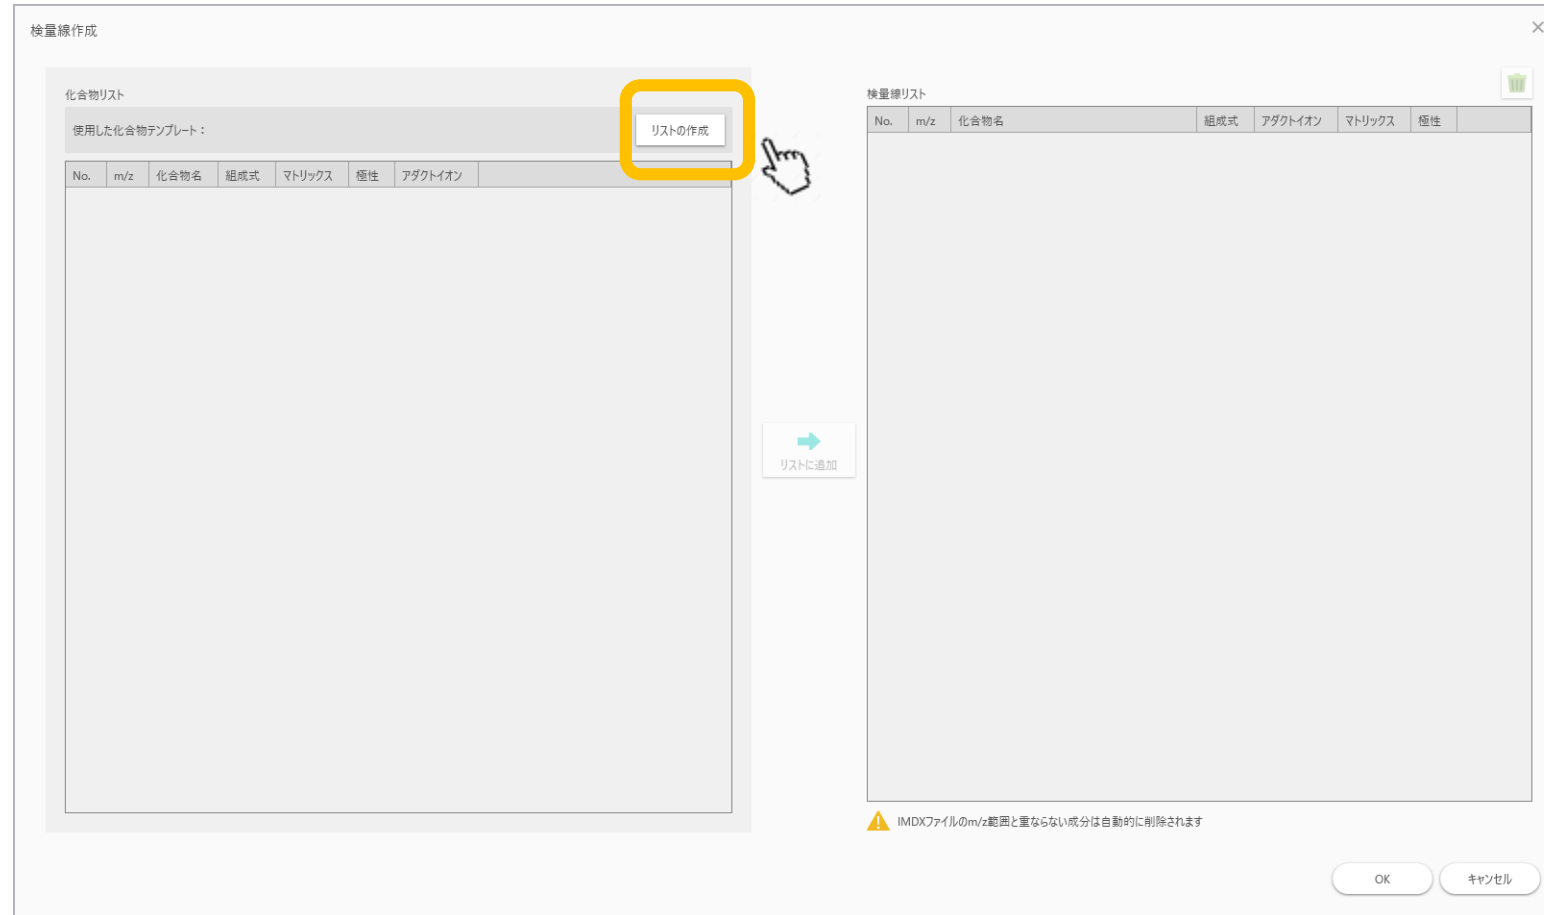 検量線作成
化合物リスト
使用した化合物テンプレート：
リストの作成
No. m/z 化合物名 組成式 マトリックス 極性 アダクトイオン
リストに追加
検量線リスト
No. m/z 化合物名 組成式 アダクトイオン マトリックス 極性
IMDXファイルのm/z範囲と重ならない成分は自動的に削除されます
OK キャンセル